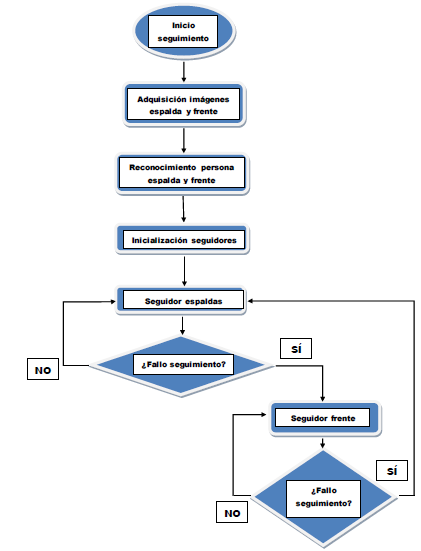 Inicio
seguimiento
Adquisición imágenes
espalda y frente
Reconocimiento persona
espalda y frente
Inicialización seguidores
Seguidor espaldas
¿Fallo seguimiento?
SÍ
NO
Seguidor frente
SÍ
¿Fallo
seguimiento?
NO